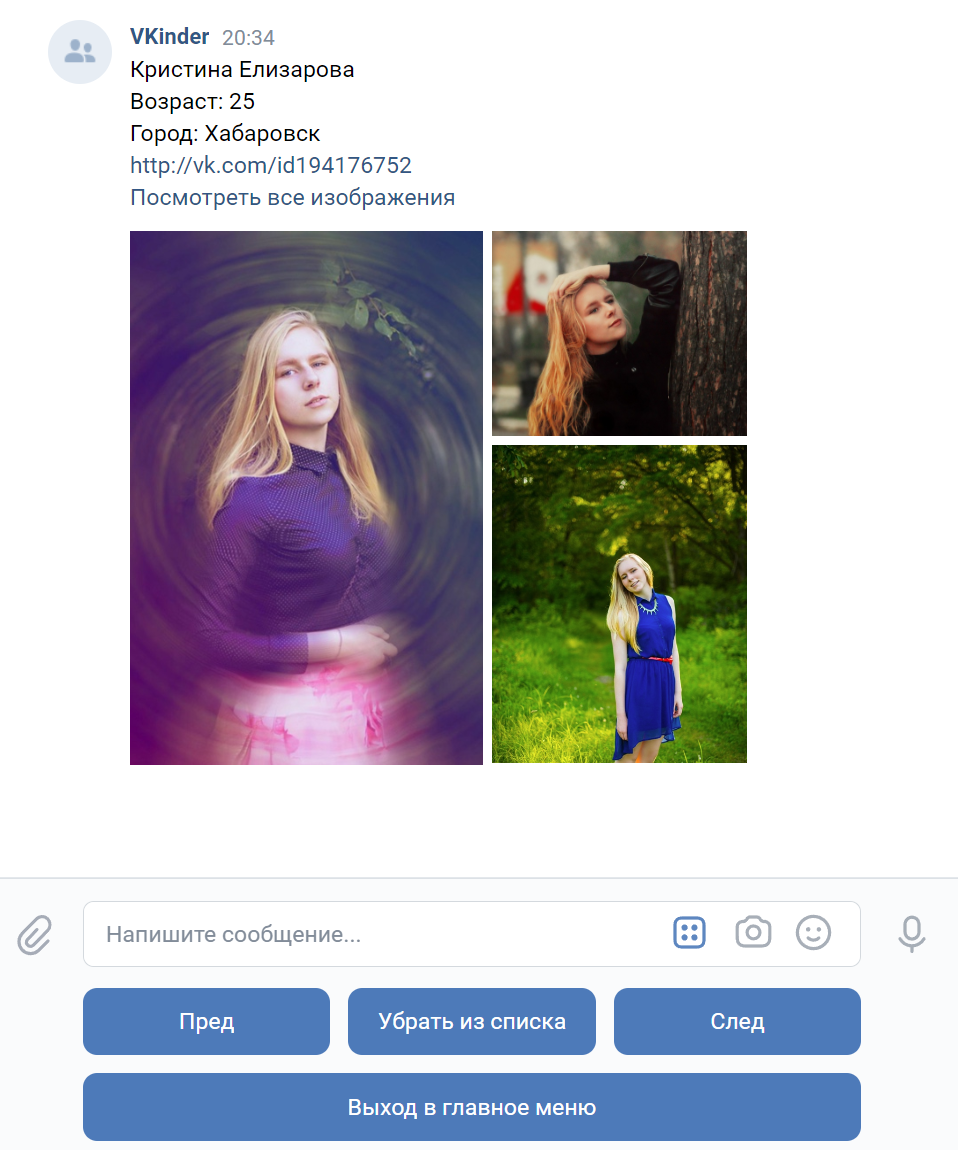 VKinder 20:34
Кристина Елизарова
Возраст: 25
Город: Хабаровск
http://vk.com/id194176752
Посмотреть все изображения
Напишите сообщение...
Пред
Убрать из списка
След
Выход в главное меню